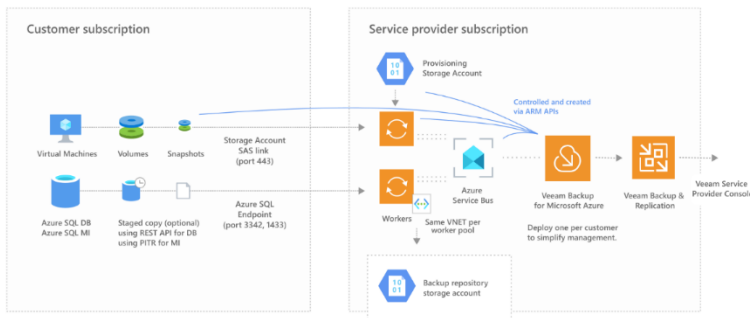 Customer subscription
Service provider subscription
10
01
Provisioning
Storage Account
Controlled and created
via ARM APIs
Virtual Machines
Volumes
Snapshots
Storage Account
SAS link
(port 443)
Azure
Service Bus
Veeam Backup
for Microsoft Azure
Deploy one per customer
to simplify management.
Veeam Backup &
Replication
Veeam Service
Provider Console
Azure SQL DB
Azure SQL MI
Staged copy (optional)
using REST API for DB
using PITR for MI
Azure SQL
Endpoint
(port 3342, 1433)
Workers
Same VNET per
worker pool
10
01
Backup repository
storage account